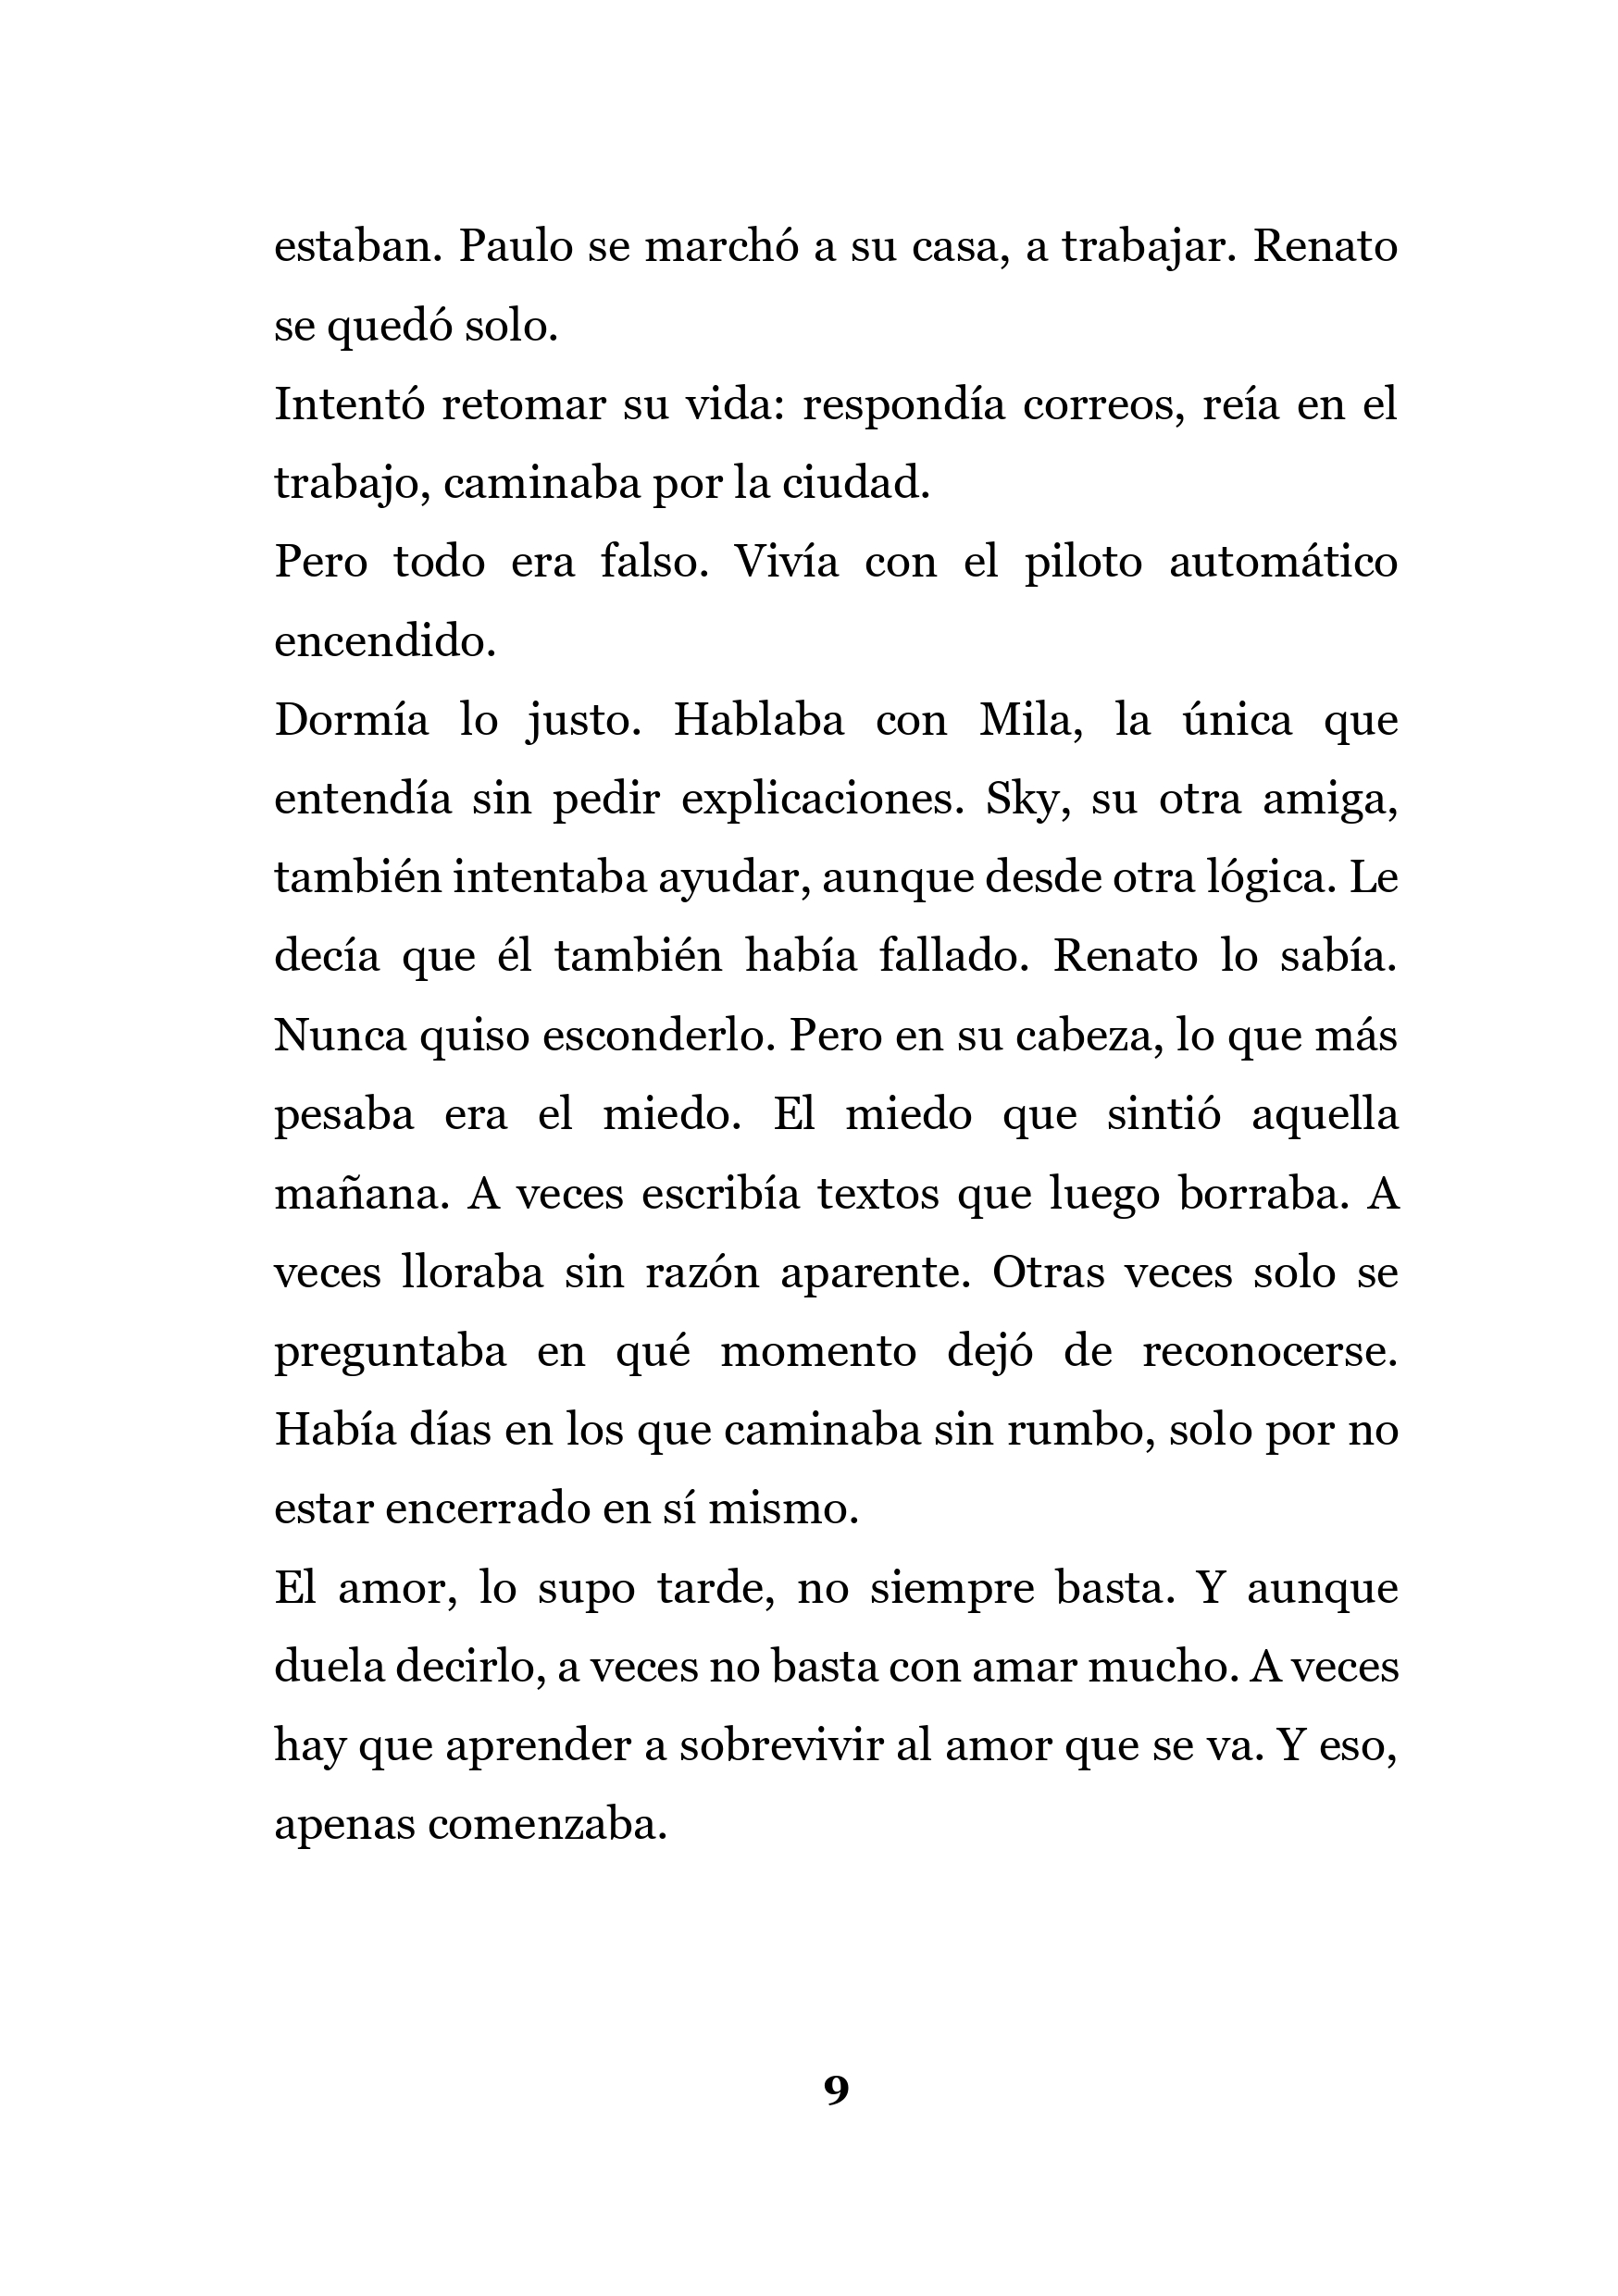 estaban. Paulo se marchó a su casa, a trabajar. Renato
se quedó solo.
Intentó retomar su vida: respondía correos, reía en el
trabajo, caminaba por la ciudad.
Pero todo era falso. Vivía con el piloto automático
encendido.
Dormía lo justo. Hablaba con Mila, la única que
entendía sin pedir explicaciones. Sky, su otra amiga,
también intentaba ayudar, aunque desde otra lógica. Le
decía que él también había fallado. Renato lo sabía.
Nunca quiso esconderlo. Pero en su cabeza, lo que más
pesaba era el miedo. El miedo que sintió aquella
mañana. A veces escribía textos que luego borraba. A
veces lloraba sin razón aparente. Otras veces solo se
preguntaba en qué momento dejó de reconocerse.
Había días en los que caminaba sin rumbo, solo por no
estar encerrado en sí mismo.
El amor, lo supo tarde, no siempre basta. Y aunque
duela decirlo, a veces no basta con amar mucho. A veces
hay que aprender a sobrevivir al amor que se va. Y eso,
apenas comenzaba.
9